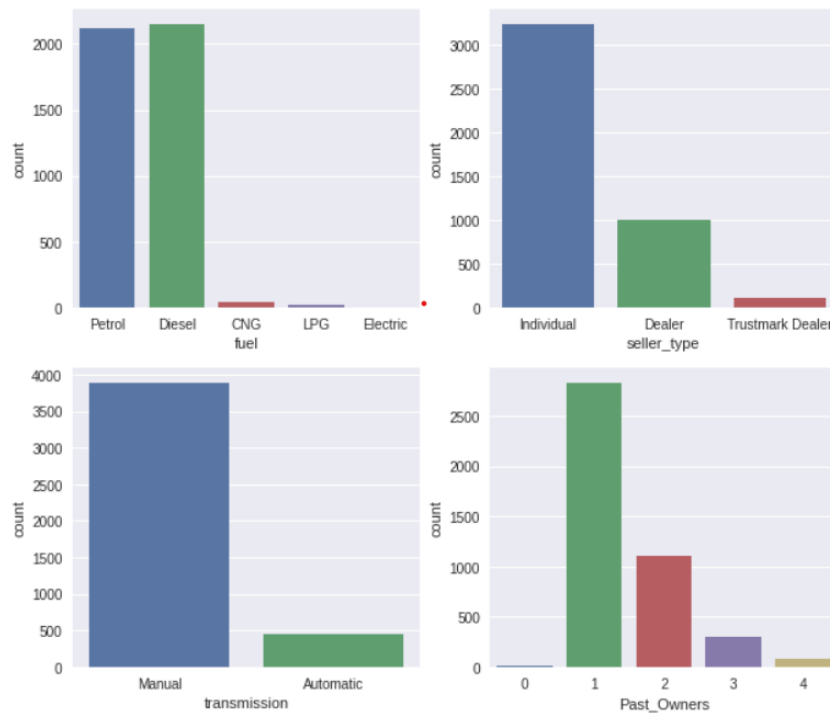 2000
1500
1000
500
0
count
Petrol Diesel CNG LPG Electric
fuel
3000
2500
2000
1500
1000
500
0
count
Individual Dealer Trustmark Dealer
seller_type
4000
3500
3000
2500
2000
1500
1000
500
0
count
Manual Automatic
transmission
2500
2000
1500
1000
500
0
count
0 1 2 3 4
Past_Owners